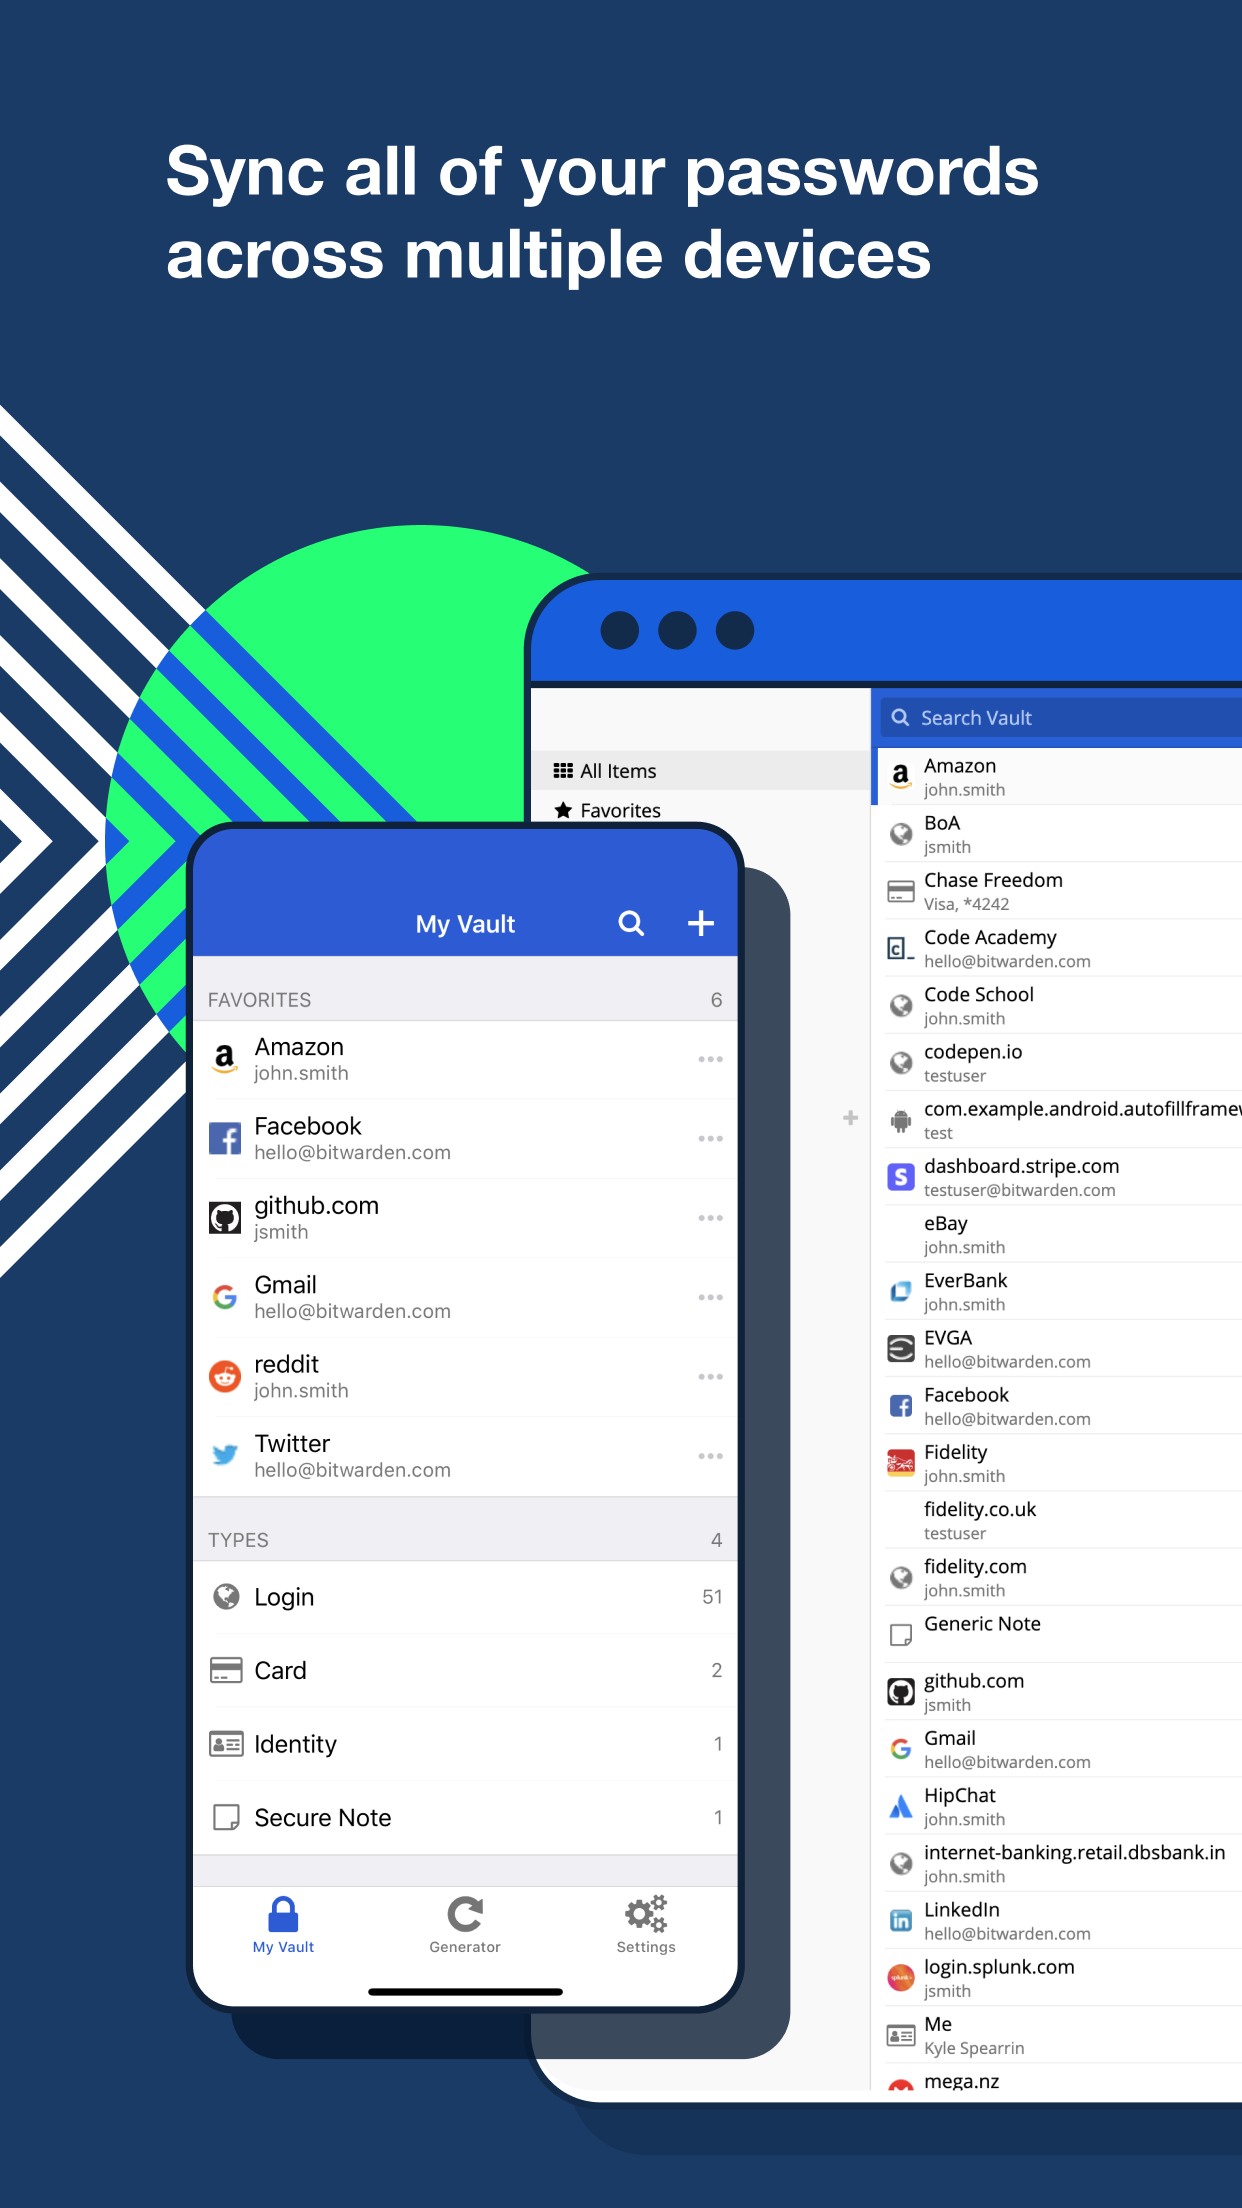 Sync all of your passwords
across multiple devices
My Vault
FAVORITES 6
Amazon
john.smith
Facebook
hello@bitwarden.com
github.com
jsmith
Gmail
hello@bitwarden.com
reddit
john.smith
Twitter
hello@bitwarden.com
TYPES 4
Login 51
Card 2
Identity 1
Secure Note 1
My Vault
Generator
Settings
All Items
Favorites
Search Vault
Amazon
john.smith
BoA
jsmith
Chase Freedom
Visa, *4242
Code Academy
hello@bitwarden.com
Code School
john.smith
codepen.io
testuser
com.example.android.autofillframew
test
dashboard.stripe.com
testuser@bitwarden.com
eBay
john.smith
EverBank
john.smith
EVGA
hello@bitwarden.com
Facebook
hello@bitwarden.com
Fidelity
john.smith
fidelity.co.uk
testuser
fidelity.com
john.smith
Generic Note
github.com
jsmith
Gmail
hello@bitwarden.com
HipChat
john.smith
internet-banking.retail.dbsbank.in
john.smith
LinkedIn
hello@bitwarden.com
login.splunk.com
jsmith
Me
Kyle Spearrin
mega.nz